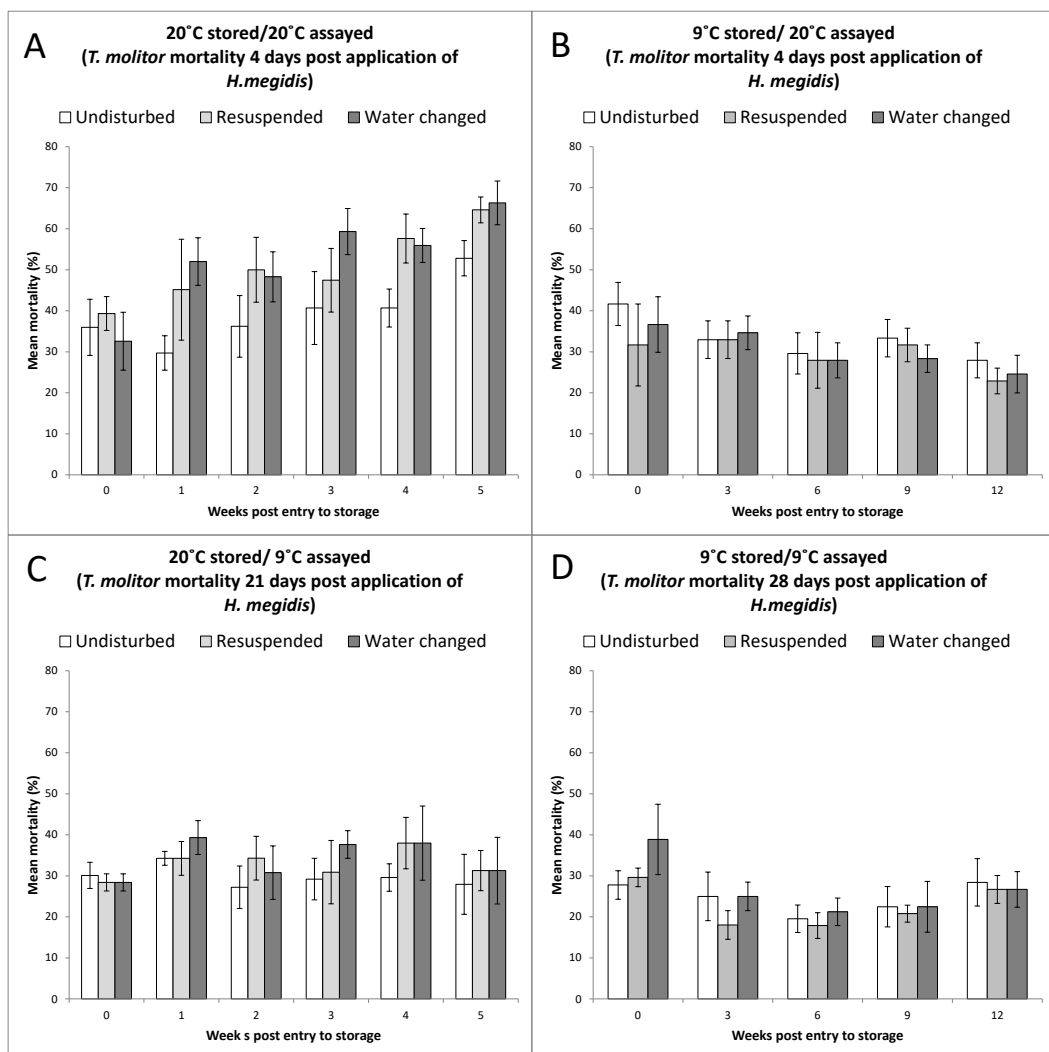 A
20˚C stored/20˚C assayed
(T. molitor mortality 4 days post application of
H.megidis)
Undisturbed Resuspended Water changed
80
70
60
50
40
30
20
10
0
Mean mortality (%)
0 1 2 3 4 5
Weeks post entry to storage
B
9˚C stored/ 20˚C assayed
(T. molitor mortality 4 days post application of
H. megidis)
Undisturbed Resuspended Water changed
80
70
60
50
40
30
20
10
0
Mean mortality (%)
0 3 6 9 12
Weeks post entry to storage
C
20˚C stored/ 9˚C assayed
(T. molitor mortality 21 days post application of
H. megidis)
Undisturbed Resuspended Water changed
80
70
60
50
40
30
20
10
0
Mean mortality (%)
0 1 2 3 4 5
Week s post entry to storage
D
9˚C stored/9˚C assayed
(T. molitor mortality 28 days post application of
H.megidis)
Undisturbed Resuspended Water changed
80
70
60
50
40
30
20
10
0
Mean mortality (%)
0 3 6 9 12
Weeks post entry to storage